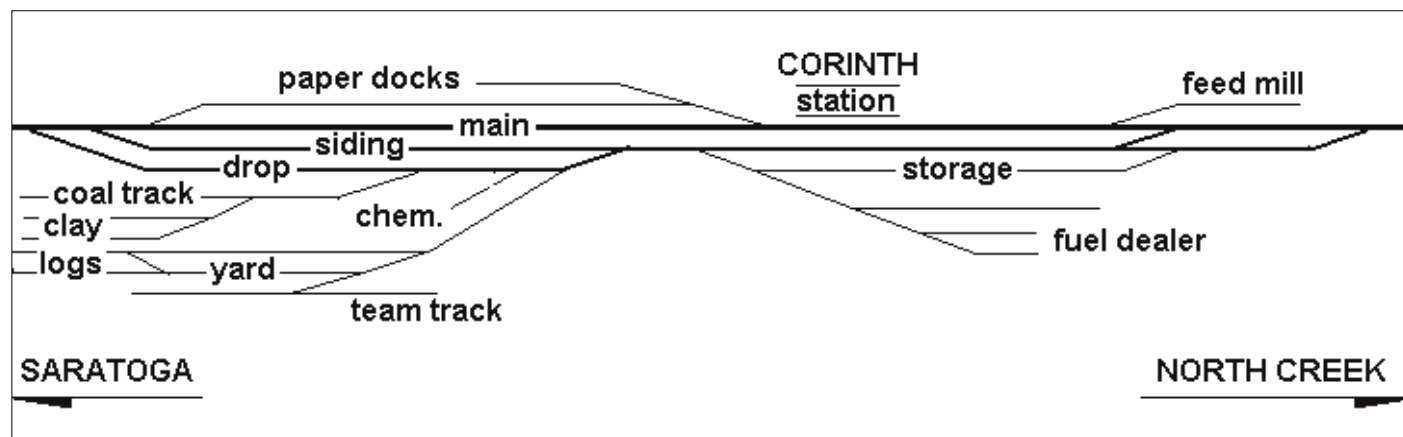 CORINTH
station
paper docks
feed mill
main
siding
drop
storage
coal track
chem.
clay
fuel dealer
logs
yard
team track
SARATOGA
NORTH CREEK